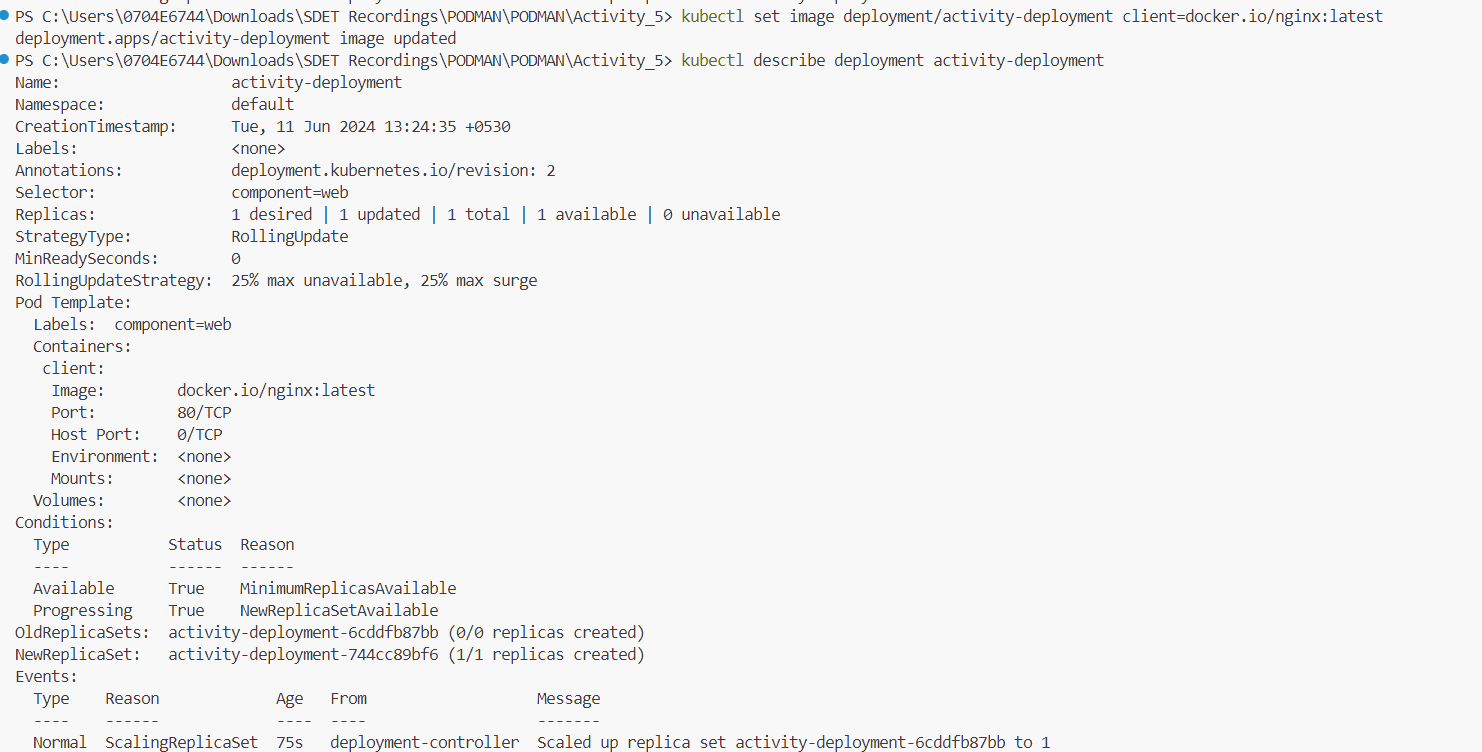 PS C:\Users\0704E6744\Downloads\SDET Recordings\PODMAN\PODMAN\Activity_5> kubectl set image deployment/activity-deployment client=docker.io/nginx:latest
deployment.apps/activity-deployment image updated
PS C:\Users\0704E6744\Downloads\SDET Recordings\PODMAN\PODMAN\Activity_5> kubectl describe deployment activity-deployment
Name:                   activity-deployment
Namespace:              default
CreationTimestamp:      Tue, 11 Jun 2024 13:24:35 +0530
Labels:                 <none>
Annotations:            deployment.kubernetes.io/revision: 2
Selector:               component=web
Replicas:               1 desired | 1 updated | 1 total | 1 available | 0 unavailable
StrategyType:           RollingUpdate
MinReadySeconds:        0
RollingUpdateStrategy:  25% max unavailable, 25% max surge
Pod Template:
  Labels:  component=web
  Containers:
   client:
    Image:        docker.io/nginx:latest
    Port:         80/TCP
    Host Port:    0/TCP
    Environment:  <none>
    Mounts:       <none>
  Volumes:        <none>
Conditions:
  Type           Status  Reason
  ----           ------  ------
  Available      True    MinimumReplicasAvailable
  Progressing    True    NewReplicaSetAvailable
OldReplicaSets:  activity-deployment-6cddfb87bb (0/0 replicas created)
NewReplicaSet:   activity-deployment-744cc89bf6 (1/1 replicas created)
Events:
  Type    Reason             Age   From                   Message
  ----    ------             ----  ----                   -------
  Normal  ScalingReplicaSet  75s   deployment-controller  Scaled up replica set activity-deployment-6cddfb87bb to 1